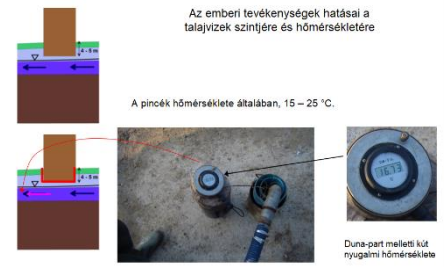 Az emberi tevékenységek hatásai a
talajvizek szintjére és hőmérsékletére
4 - 5 m
A pincék hőmérséklete általában, 15 – 25 °C.
4 - 5 m
16.73
Duna-part melletti kút
nyugalmi hőmérséklete